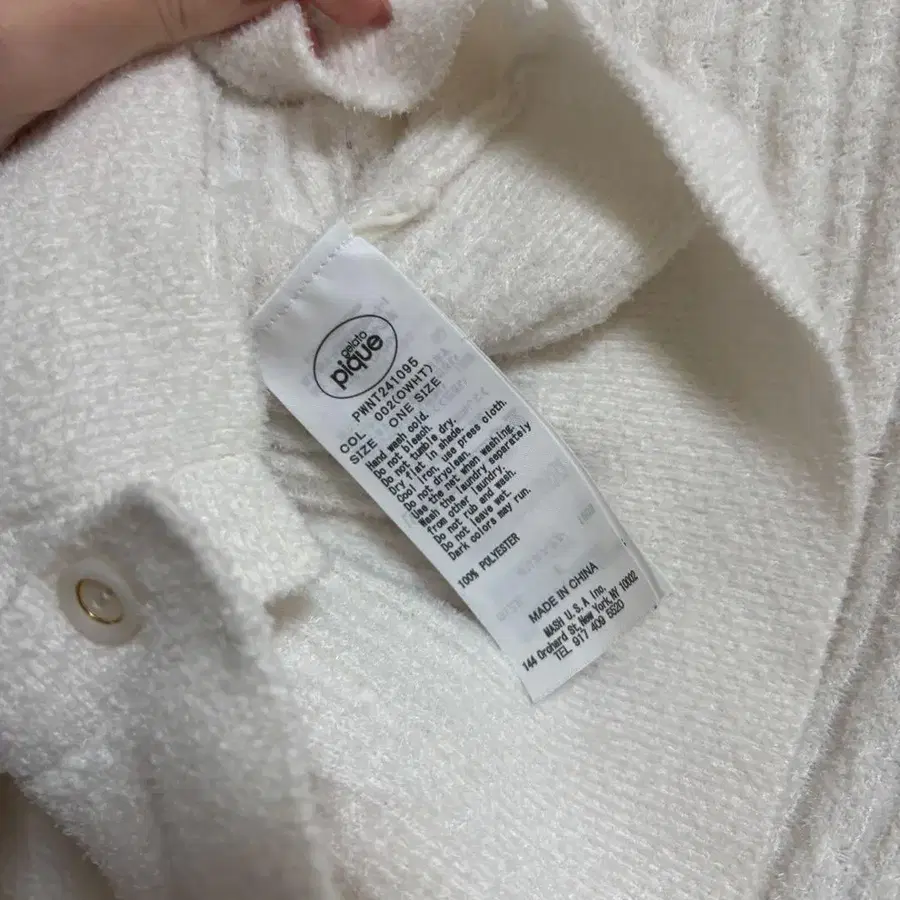 gelato
pique
PWNT241095
COL. 002(OWHT)
SIZE ONE SIZE
Hand wash cold.
Do not bleach.
Do not tumble dry.
Dry flat in shade.
Cool iron, use press cloth.
Do not dryclean.
Use the net when washing.
Wash the laundry separately
from other laundry.
Do not rub and wash.
Do not leave wet.
Dark colors may run.
100% POLYESTER
MADE IN CHINA
MASH U.S.A Inc.
144 Orchard St,New York,NY 10002
TEL 917 409 5520